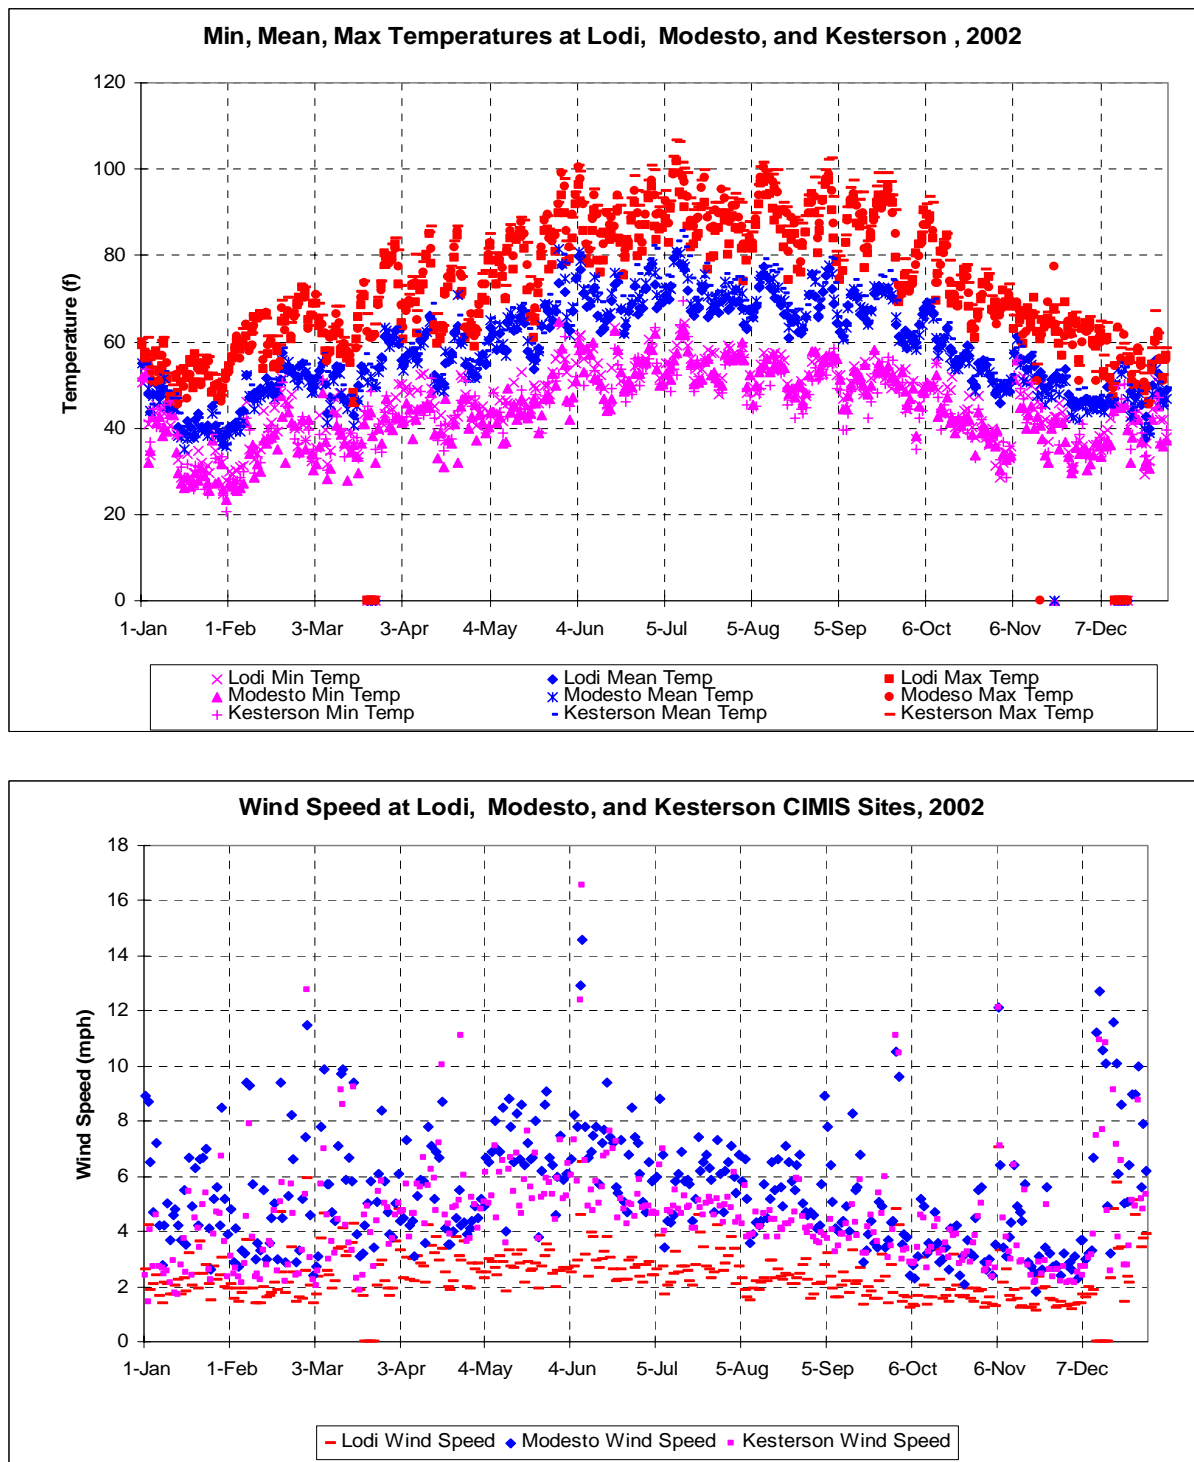 Min, Mean, Max Temperatures at Lodi, Modesto, and Kesterson , 2002
120
100
80
60
40
20
0
Temperature (f)
1-Jan 1-Feb 3-Mar 3-Apr 4-May 4-Jun 5-Jul 5-Aug 5-Sep 6-Oct 6-Nov 7-Dec
Lodi Min Temp Lodi Mean Temp Lodi Max Temp
Modesto Min Temp Modesto Mean Temp Modeso Max Temp
Kesterson Min Temp Kesterson Mean Temp Kesterson Max Temp
Wind Speed at Lodi, Modesto, and Kesterson CIMIS Sites, 2002
18
16
14
12
10
8
6
4
2
0
Wind Speed (mph)
1-Jan 1-Feb 3-Mar 3-Apr 4-May 4-Jun 5-Jul 5-Aug 5-Sep 6-Oct 6-Nov 7-Dec
Lodi Wind Speed Modesto Wind Speed Kesterson Wind Speed